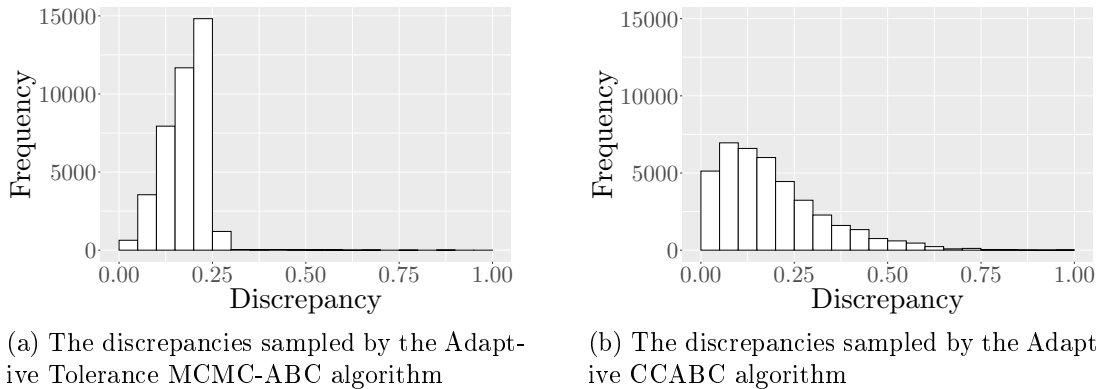 15000
10000
5000
0
Frequency
0.00 0.25 0.50 0.75 1.00
Discrepancy
(a) The discrepancies sampled by the Adapt-
ive Tolerance MCMC-ABC algorithm
15000
10000
5000
0
Frequency
0.00 0.25 0.50 0.75 1.00
Discrepancy
(b) The discrepancies sampled by the Adapt
ive CCABC algorithm